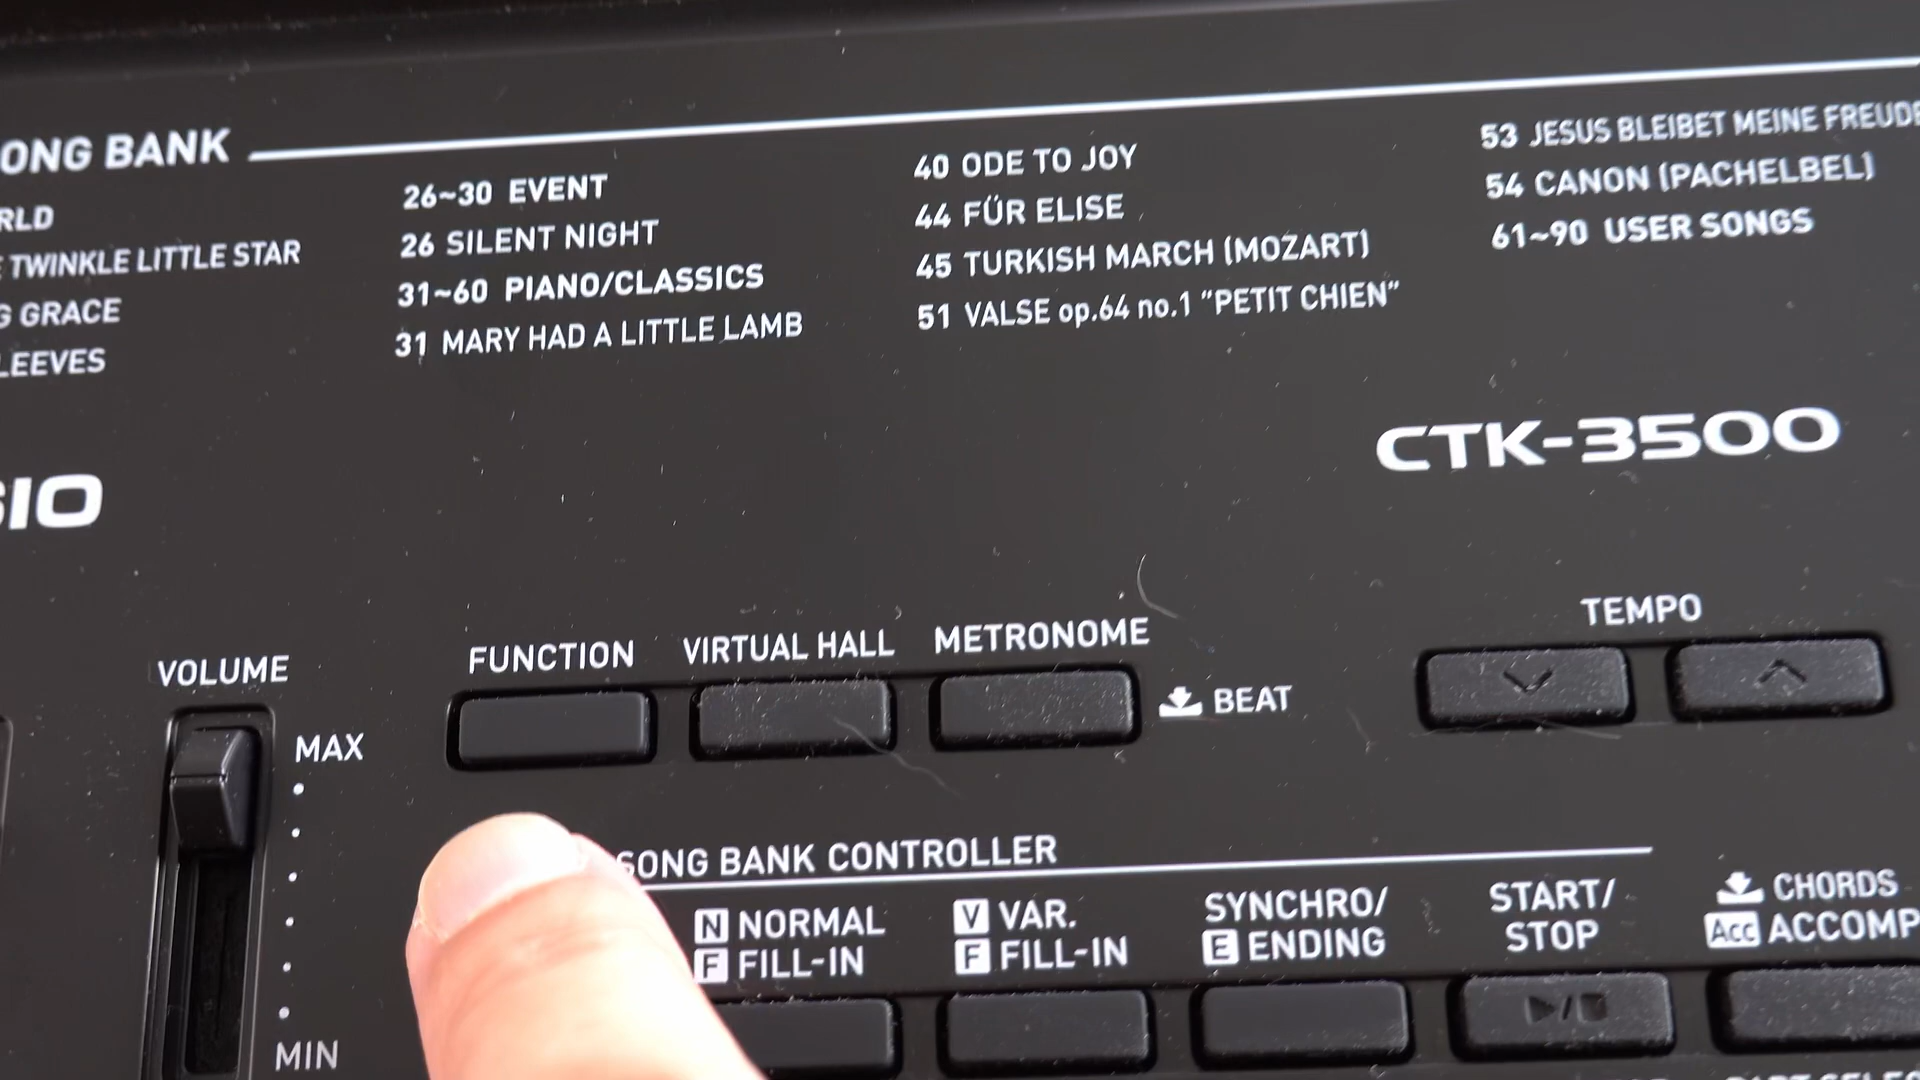 ONG BANK
RLD
TWINKLE LITTLE STAR
G GRACE
LEEVES
26~30 EVENT
26 SILENT NIGHT
31~60 PIANO/CLASSICS
31 MARY HAD A LITTLE LAMB
40 ODE TO JOY
44 FÜR ELISE
45 TURKISH MARCH (MOZART)
51 VALSE op.64 no.1 "PETIT CHIEN"
53 JESUS BLEIBET MEINE FREUDE
54 CANON (PACHELBEL)
61~90 USER SONGS
SIO
CTK-3500
VOLUME
MAX
MIN
FUNCTION
VIRTUAL HALL
METRONOME
BEAT
TEMPO
SONG BANK CONTROLLER
N NORMAL
F FILL-IN
V VAR.
F FILL-IN
SYNCHRO/
E ENDING
START/
STOP
CHORDS
Acc ACCOMP